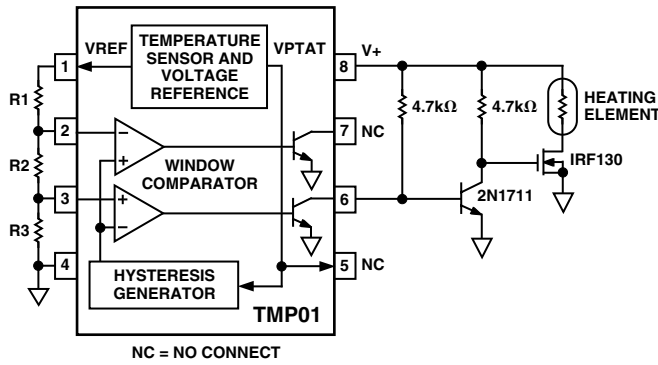 TEMPERATURE
SENSOR AND
VOLTAGE
REFERENCE
VREF
VPTAT
1
8
V+
R1
4.7kΩ
4.7kΩ
HEATING
ELEMENT
2
7
NC
R2
WINDOW
COMPARATOR
IRF130
3
6
2N1711
R3
4
5
NC
HYSTERESIS
GENERATOR
TMP01
NC = NO CONNECT
−
+
+
−